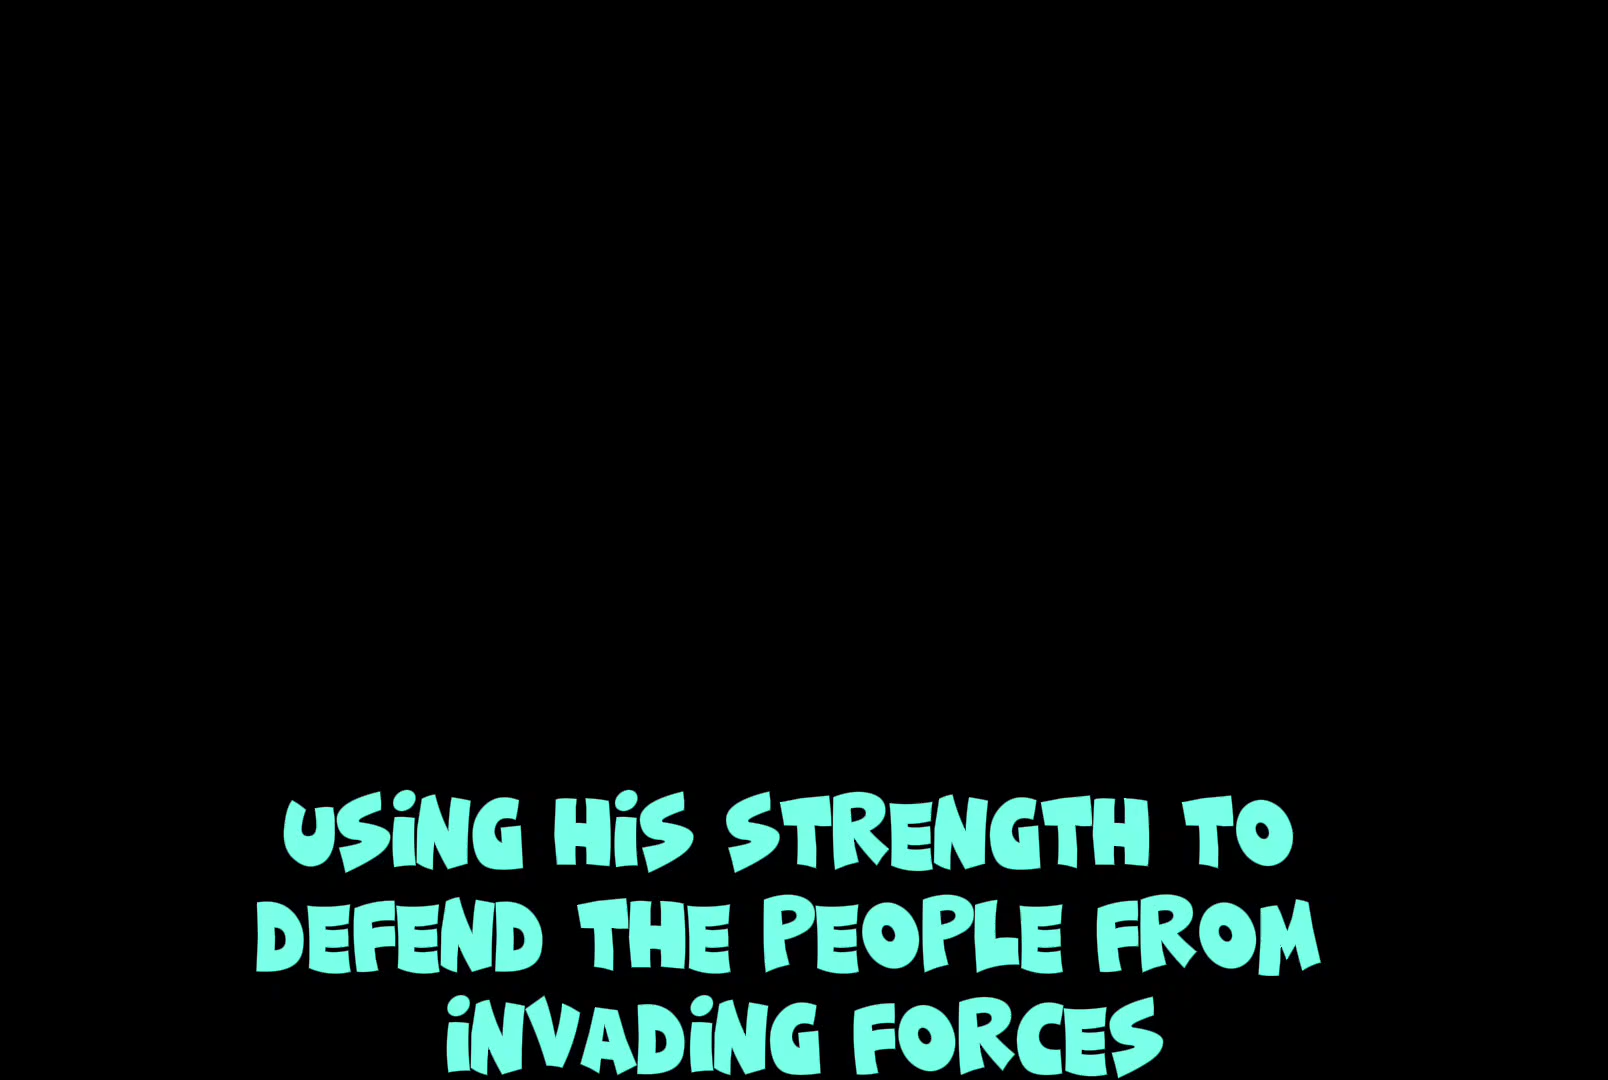 USING HIS STRENGTH TO
DEFEND THE PEOPLE FROM
INVADING FORCES